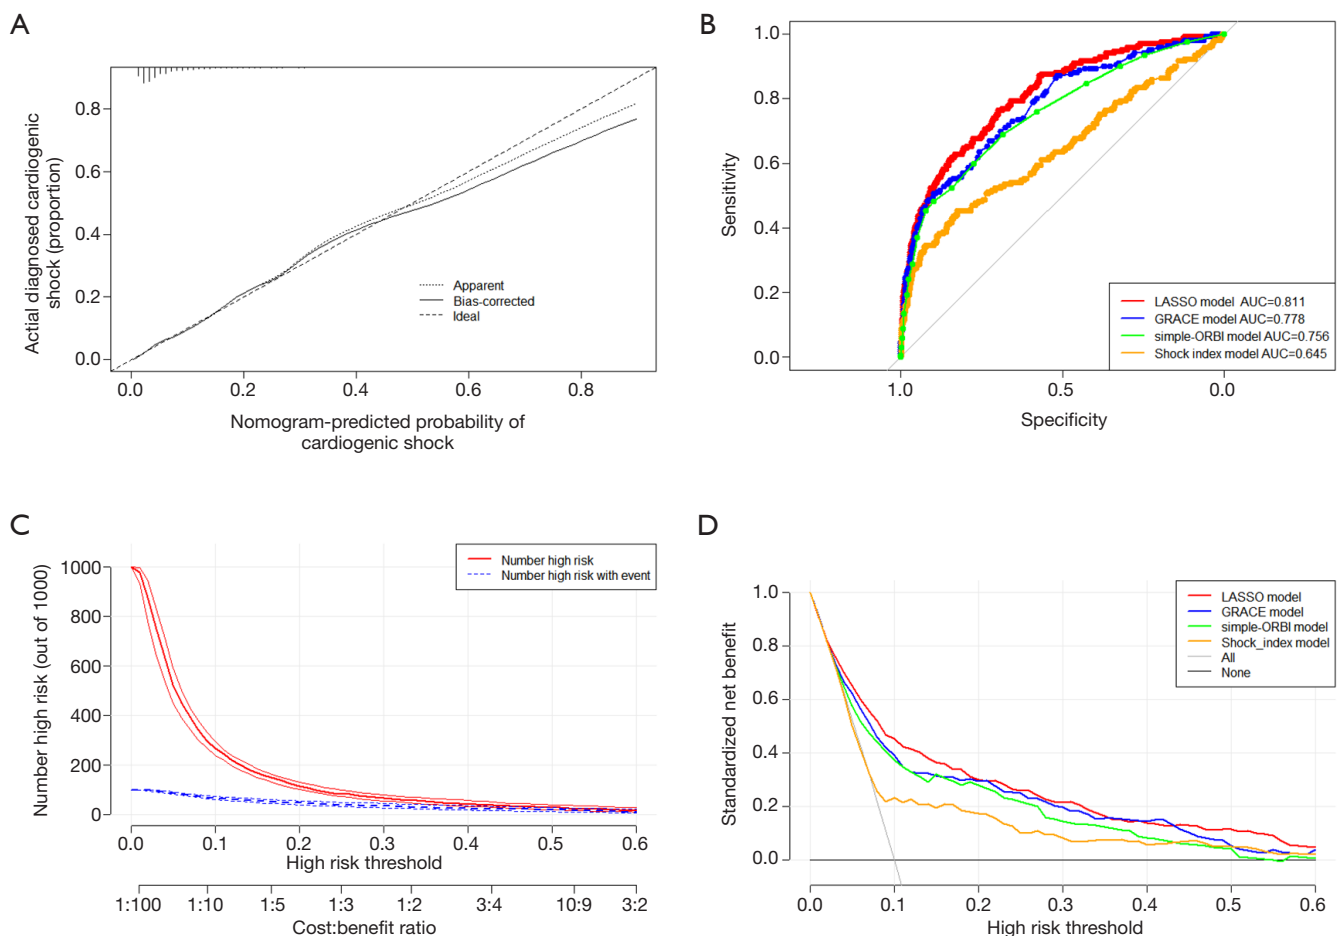 A
Actial diagnosed cardiogenic
shock (proportion)
0.8
0.6
0.4
0.2
0.0
Apparent
Bias-corrected
Ideal
0.0 0.2 0.4 0.6 0.8
Nomogram-predicted probability of
cardiogenic shock
B
Sensitivity
1.0
0.8
0.6
0.4
0.2
0.0
LASSO model AUC=0.811
GRACE model AUC=0.778
simple-ORBI model AUC=0.756
Shock index model AUC=0.645
1.0 0.5 0.0
Specificity
C
Number high risk (out of 1000)
1000
800
600
400
200
0
Number high risk
Number high risk with event
0.0 0.1 0.2 0.3 0.4 0.5 0.6
High risk threshold
1:100 1:10 1:5 1:3 1:2 3:4 10:9 3:2
Cost:benefit ratio
D
Standardized net benefit
1.0
0.8
0.6
0.4
0.2
0.0
LASSO model
GRACE model
simple-ORBI model
Shock_index model
All
None
0.0 0.1 0.2 0.3 0.4 0.5 0.6
High risk threshold